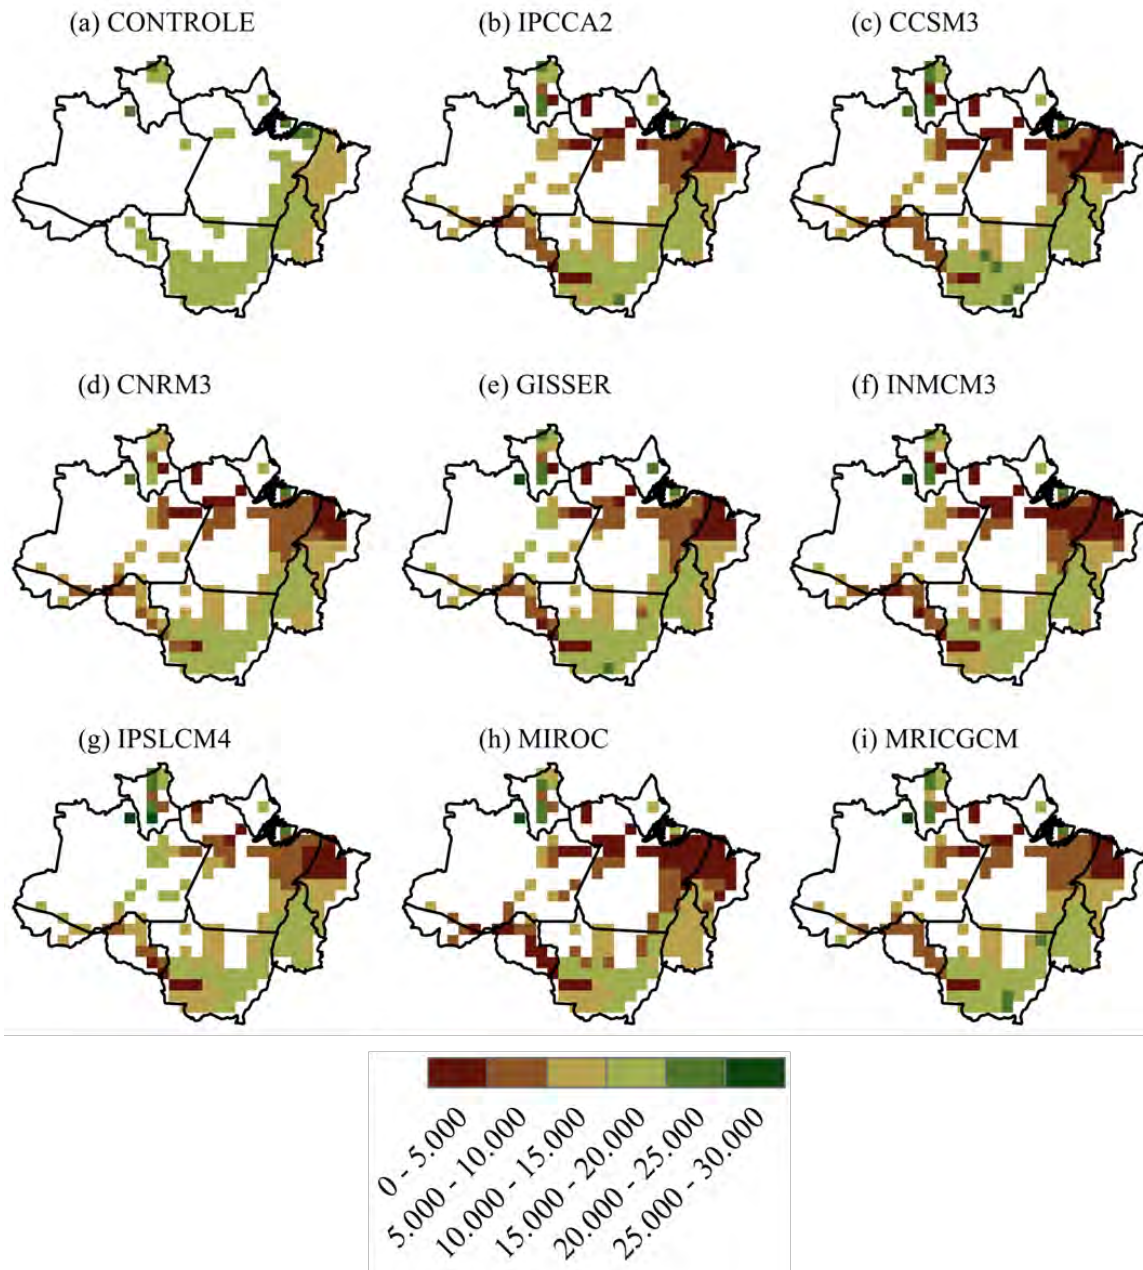 (a) CONTROLE
(b) IPCCA2
(c) CCSM3
(d) CNRM3
(e) GISSER
(f) INMCM3
(g) IPSLCM4
(h) MIROC
(i) MRICGCM
0 - 5.000
5.000 - 10.000
10.000 - 15.000
15.000 - 20.000
20.000 - 25.000
25.000 - 30.000